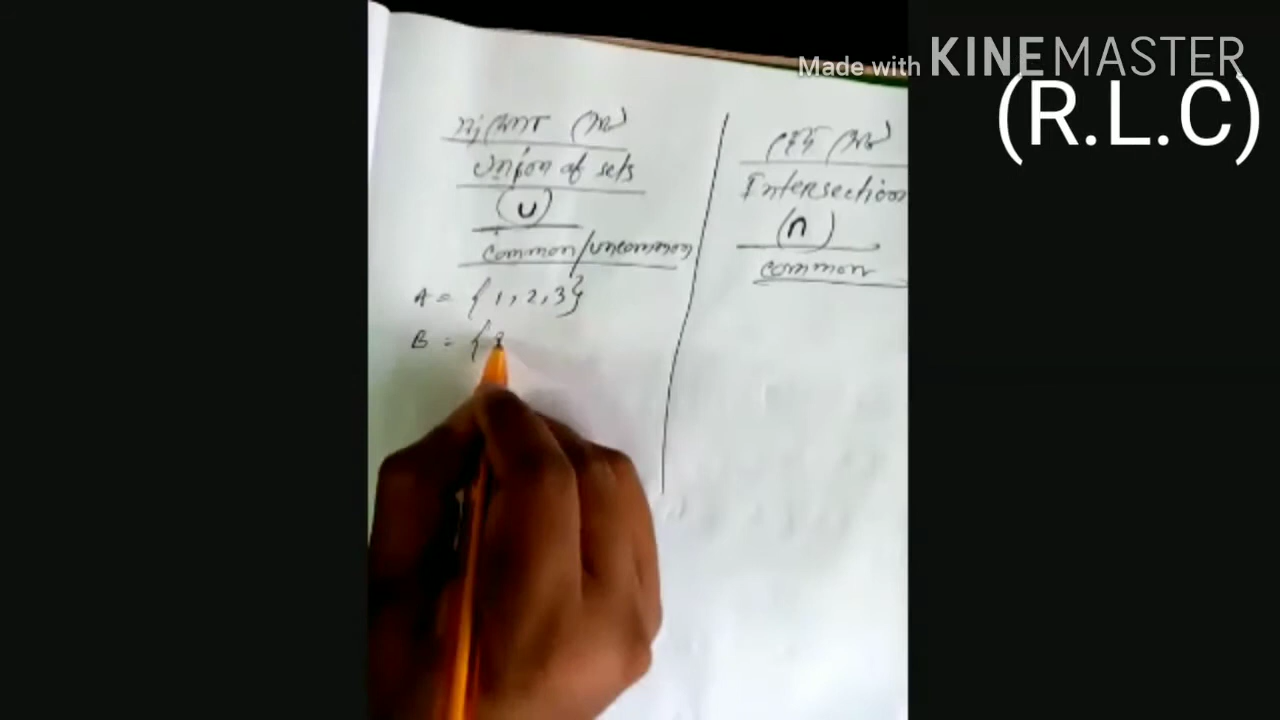 Made with KINEMASTER
(R.L.C)
সংযোগ সেট
Union of sets
(∪)
common/uncommon
A = {1, 2, 3}
B = {
ছেদ সেট
Intersection
(∩)
common